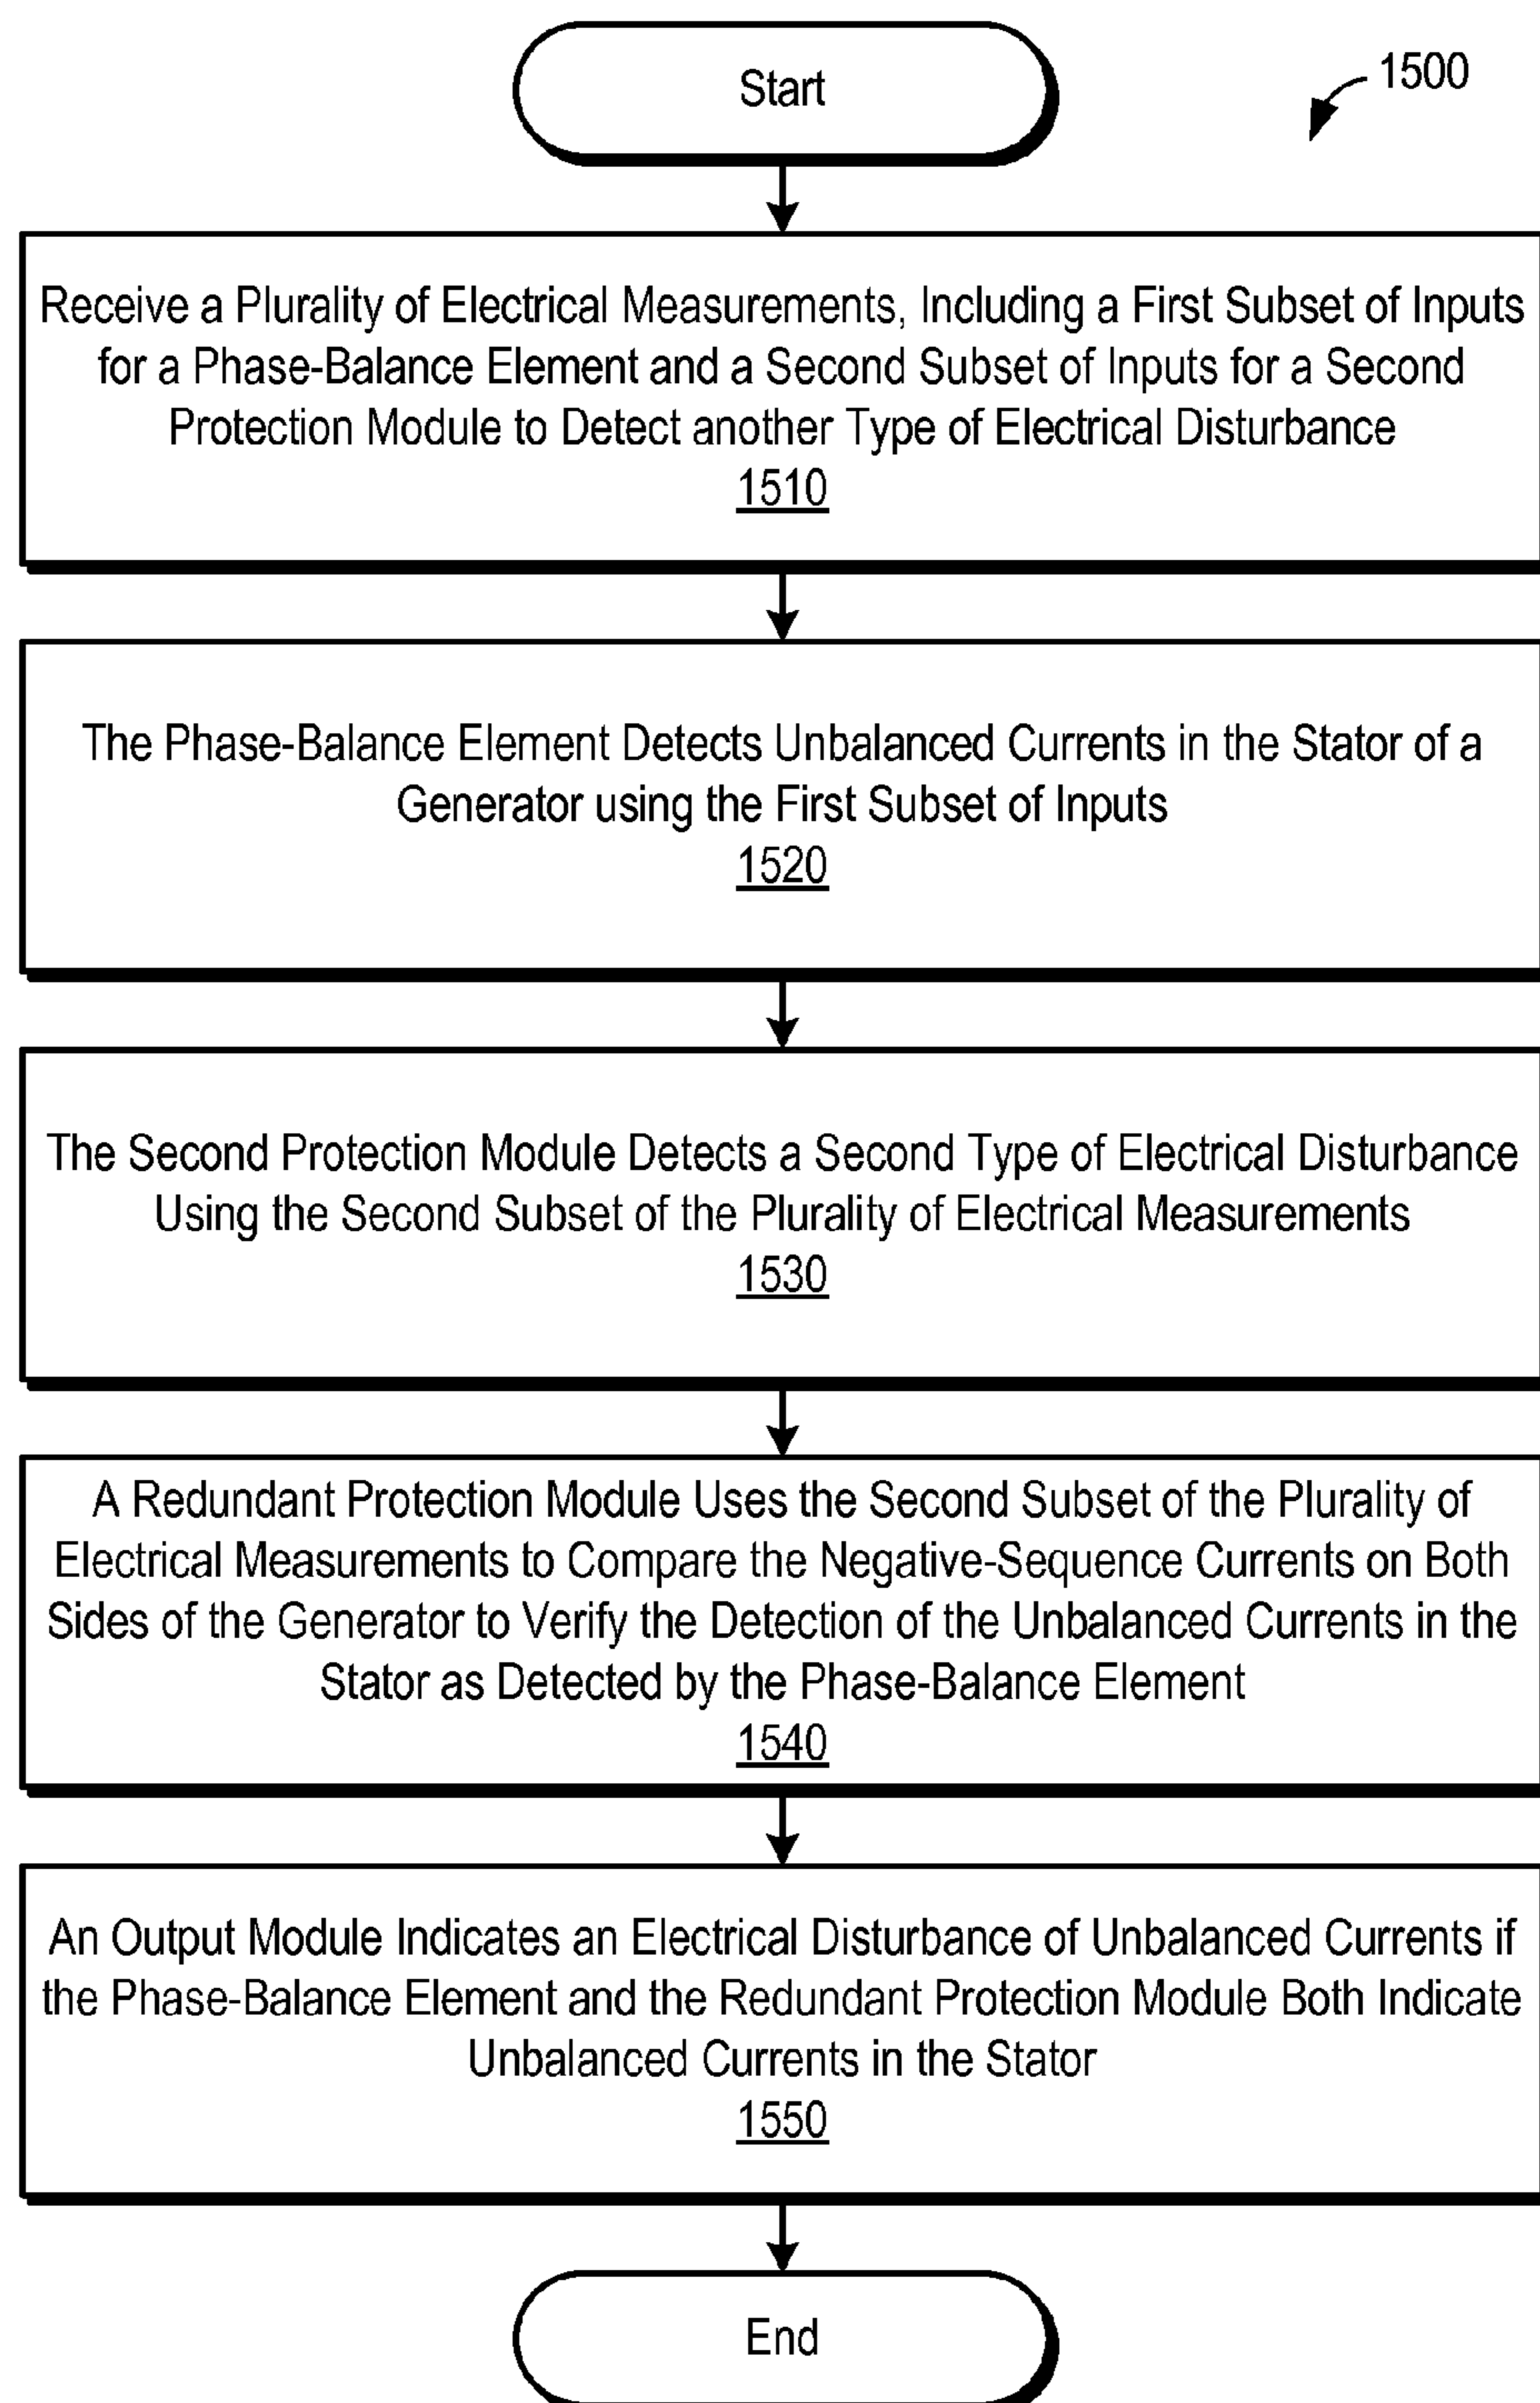 Start
1500
Receive a Plurality of Electrical Measurements, Including a First Subset of Inputs
for a Phase-Balance Element and a Second Subset of Inputs for a Second
Protection Module to Detect another Type of Electrical Disturbance
1510
The Phase-Balance Element Detects Unbalanced Currents in the Stator of a
Generator using the First Subset of Inputs
1520
The Second Protection Module Detects a Second Type of Electrical Disturbance
Using the Second Subset of the Plurality of Electrical Measurements
1530
A Redundant Protection Module Uses the Second Subset of the Plurality of
Electrical Measurements to Compare the Negative-Sequence Currents on Both
Sides of the Generator to Verify the Detection of the Unbalanced Currents in the
Stator as Detected by the Phase-Balance Element
1540
An Output Module Indicates an Electrical Disturbance of Unbalanced Currents if
the Phase-Balance Element and the Redundant Protection Module Both Indicate
Unbalanced Currents in the Stator
1550
End